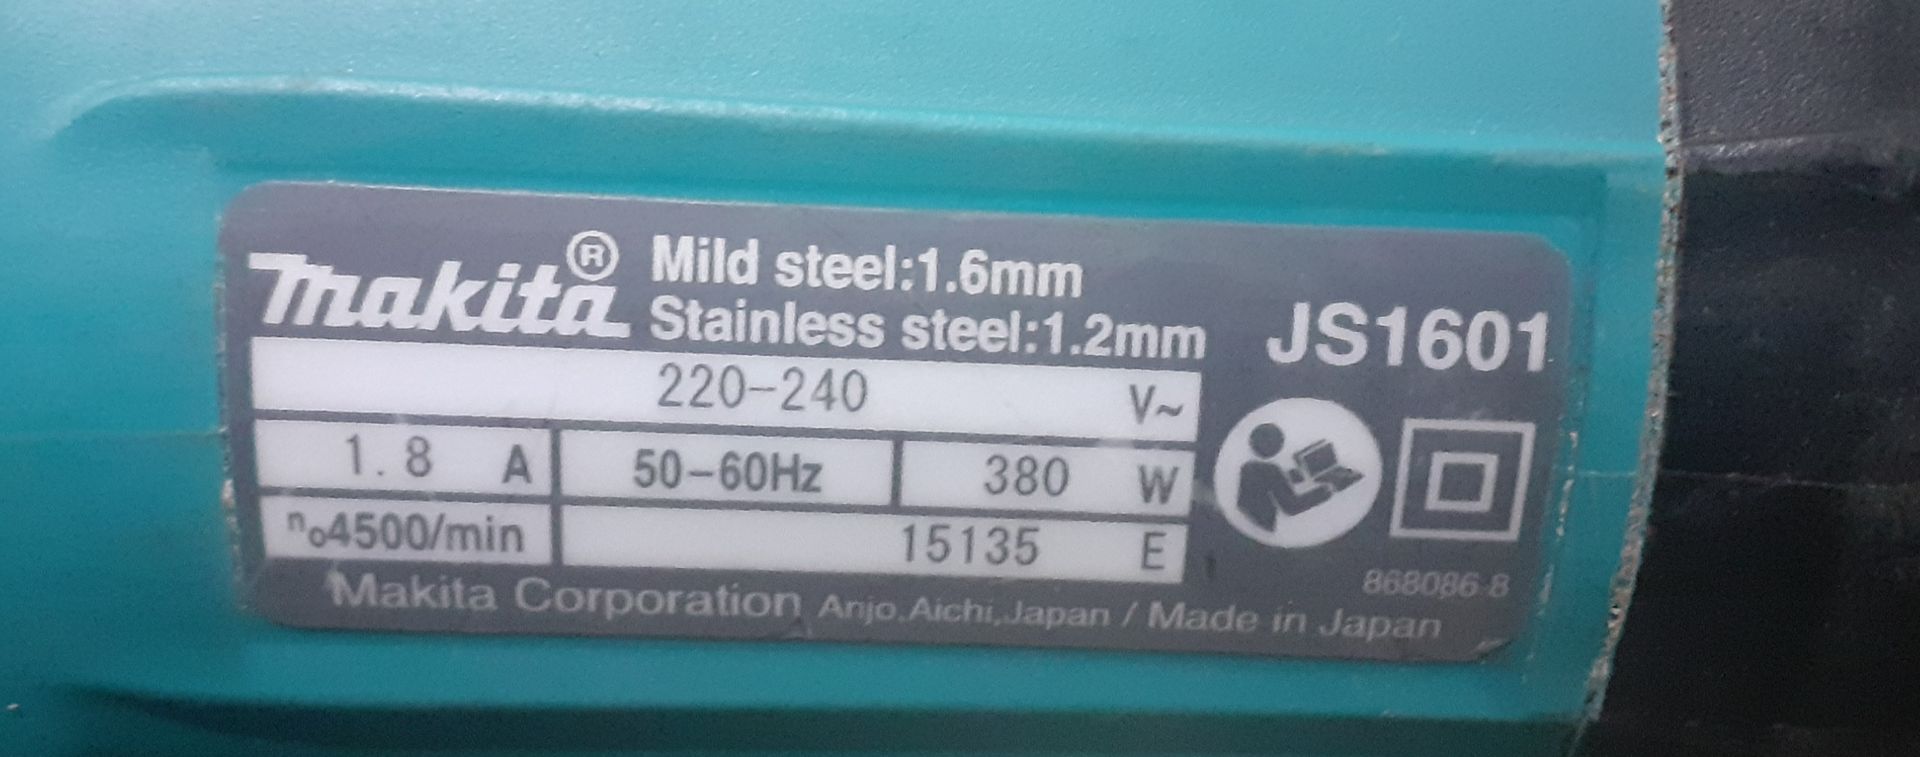 makita® Mild steel:1.6mm
Stainless steel:1.2mm
JS1601
220-240 V~
1.8 A 50-60Hz 380 W
n₀4500/min 15135 E
868086-8
Makita Corporation Anjo,Aichi,Japan / Made in Japan